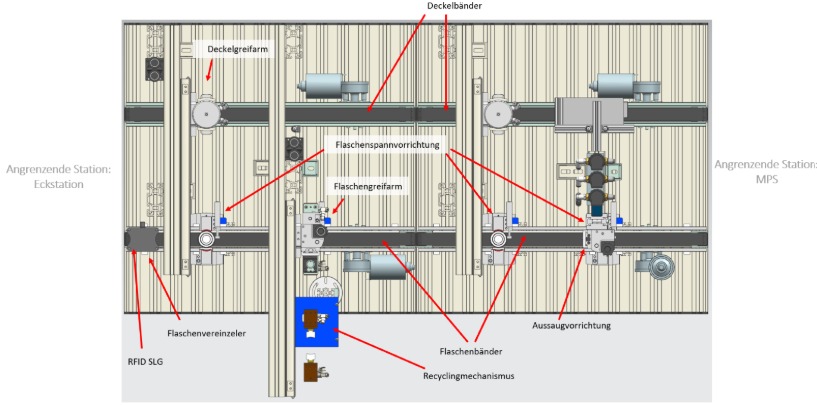 Deckelbänder
Deckelgreifarm
Flaschenspannvorrichtung
Angrenzende Station:
Eckstation
Angrenzende Station:
MPS
Flaschengreifarm
Flaschenvereinzeler
Aussaugvorrichtung
Flaschenbänder
RFID SLG
Recyclingmechanismus